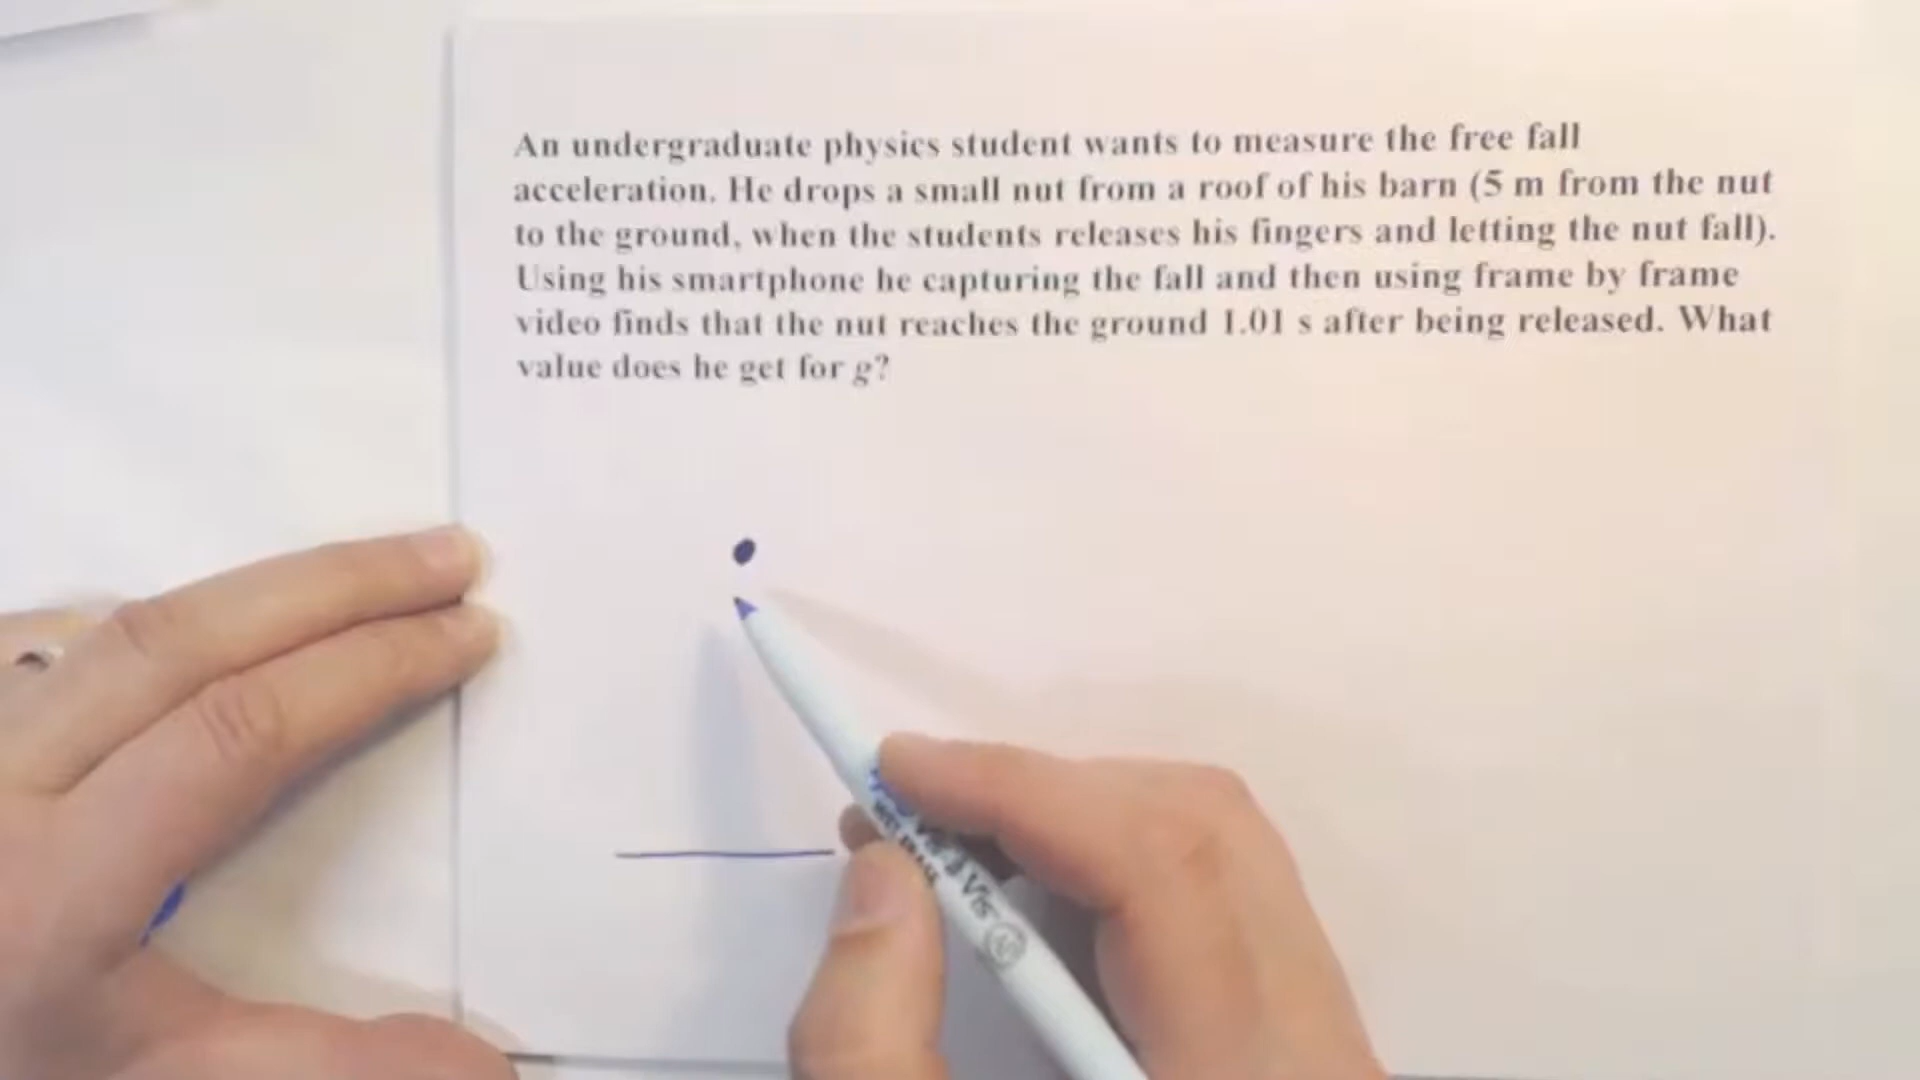 An undergraduate physics student wants to measure the free fall
acceleration. He drops a small nut from a roof of his barn (5 m from the nut
to the ground, when the students releases his fingers and letting the nut fall).
Using his smartphone he capturing the fall and then using frame by frame
video finds that the nut reaches the ground 1.01 s after being released. What
value does he get for g?
Vis